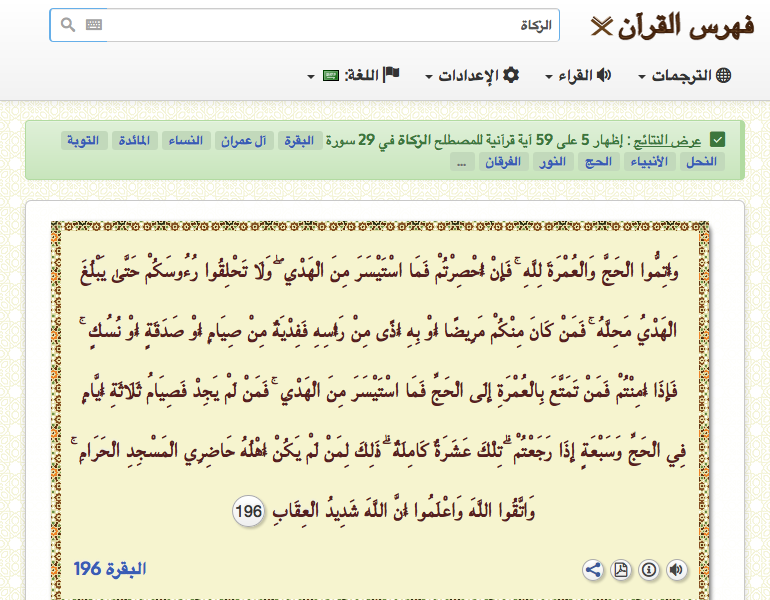 فهرس القرآن
الزكاة
الترجمات
القراء
الإعدادات
اللغة:
عرض النتائج : إظهار 5 على 59 آية قرآنية للمصطلح الزكاة في 29 سورة البقرة آل عمران النساء المائدة التوبة
النحل الأنبياء الحج النور الفرقان ...
وَأَتِمُّوا الْحَجَّ وَالْعُمْرَةَ لِلَّهِ ۚ فَإِنْ أُحْصِرْتُمْ فَمَا اسْتَيْسَرَ مِنَ الْهَدْيِ ۖ وَلَا تَحْلِقُوا رُءُوسَكُمْ حَتَّىٰ يَبْلُغَ
الْهَدْيُ مَحِلَّهُ ۚ فَمَنْ كَانَ مِنْكُمْ مَرِيضًا أَوْ بِهِ أَذًى مِنْ رَأْسِهِ فَفِدْيَةٌ مِنْ صِيَامٍ أَوْ صَدَقَةٍ أَوْ نُسُكٍ ۚ
فَإِذَا أَمِنْتُمْ فَمَنْ تَمَتَّعَ بِالْعُمْرَةِ إِلَى الْحَجِّ فَمَا اسْتَيْسَرَ مِنَ الْهَدْيِ ۚ فَمَنْ لَمْ يَجِدْ فَصِيَامُ ثَلَاثَةِ أَيَّامٍ
فِي الْحَجِّ وَسَبْعَةٍ إِذَا رَجَعْتُمْ ۗ تِلْكَ عَشَرَةٌ كَامِلَةٌ ۗ ذَٰلِكَ لِمَنْ لَمْ يَكُنْ أَهْلُهُ حَاضِرِي الْمَسْجِدِ الْحَرَامِ ۚ
وَاتَّقُوا اللَّهَ وَاعْلَمُوا أَنَّ اللَّهَ شَدِيدُ الْعِقَابِ 196
البقرة 196